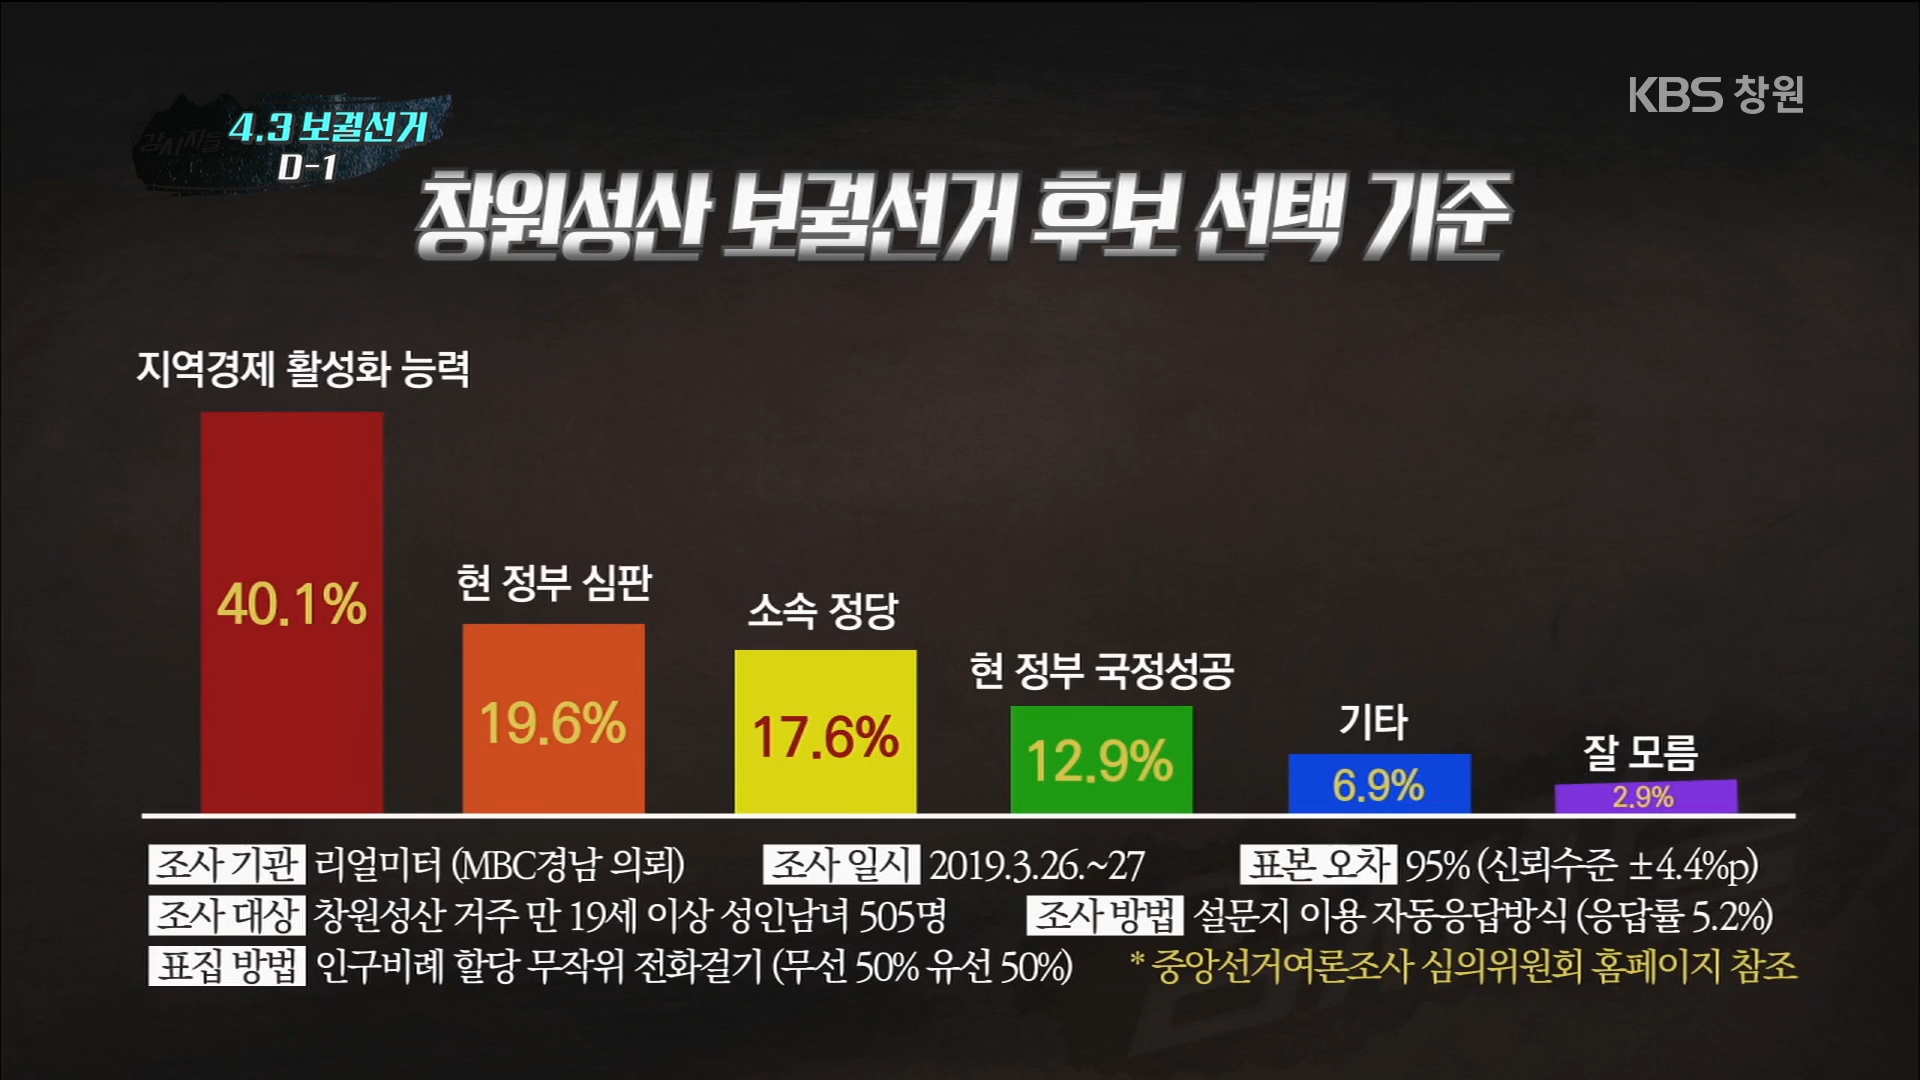 KBS 창원
감시자들
4.3 보궐선거
D-1
창원성산 보궐선거 후보 선택 기준
지역경제 활성화 능력
40.1%
현 정부 심판
19.6%
소속 정당
17.6%
현 정부 국정성공
12.9%
기타
6.9%
잘 모름
2.9%
조사 기관 리얼미터 (MBC경남 의뢰) 조사 일시 2019.3.26.~27 표본 오차 95% (신뢰수준 ±4.4%p)
조사 대상 창원성산 거주 만 19세 이상 성인남녀 505명 조사 방법 설문지 이용 자동응답방식 (응답률 5.2%)
표집 방법 인구비례 할당 무작위 전화걸기 (무선 50% 유선 50%) * 중앙선거여론조사 심의위원회 홈페이지 참조